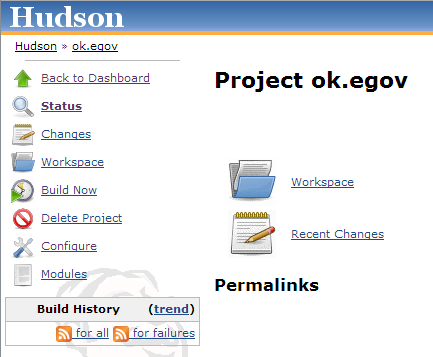 Hudson
Hudson » ok.egov
Back to Dashboard
Status
Changes
Workspace
Build Now
Delete Project
Configure
Modules
Build History (trend)
for all for failures
Project ok.egov
Workspace
Recent Changes
Permalinks